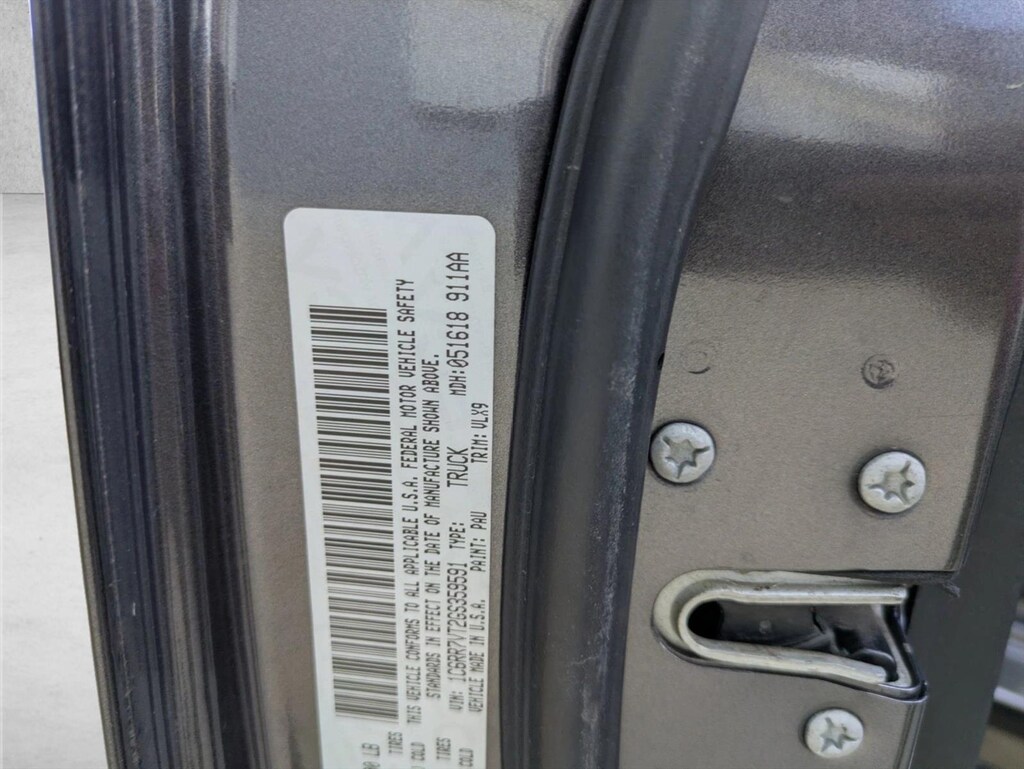 00 LB
TIRES
COLD
TIRES
COLD
THIS VEHICLE CONFORMS TO ALL APPLICABLE U.S.A. FEDERAL MOTOR VEHICLE SAFETY
STANDARDS IN EFFECT ON THE DATE OF MANUFACTURE SHOWN ABOVE.
VIN: 1C6RR7VT2GS359591 TYPE: TRUCK MDH:051618 911AA
VEHICLE MADE IN U.S.A. PAINT: PAU TRIM: VLX9